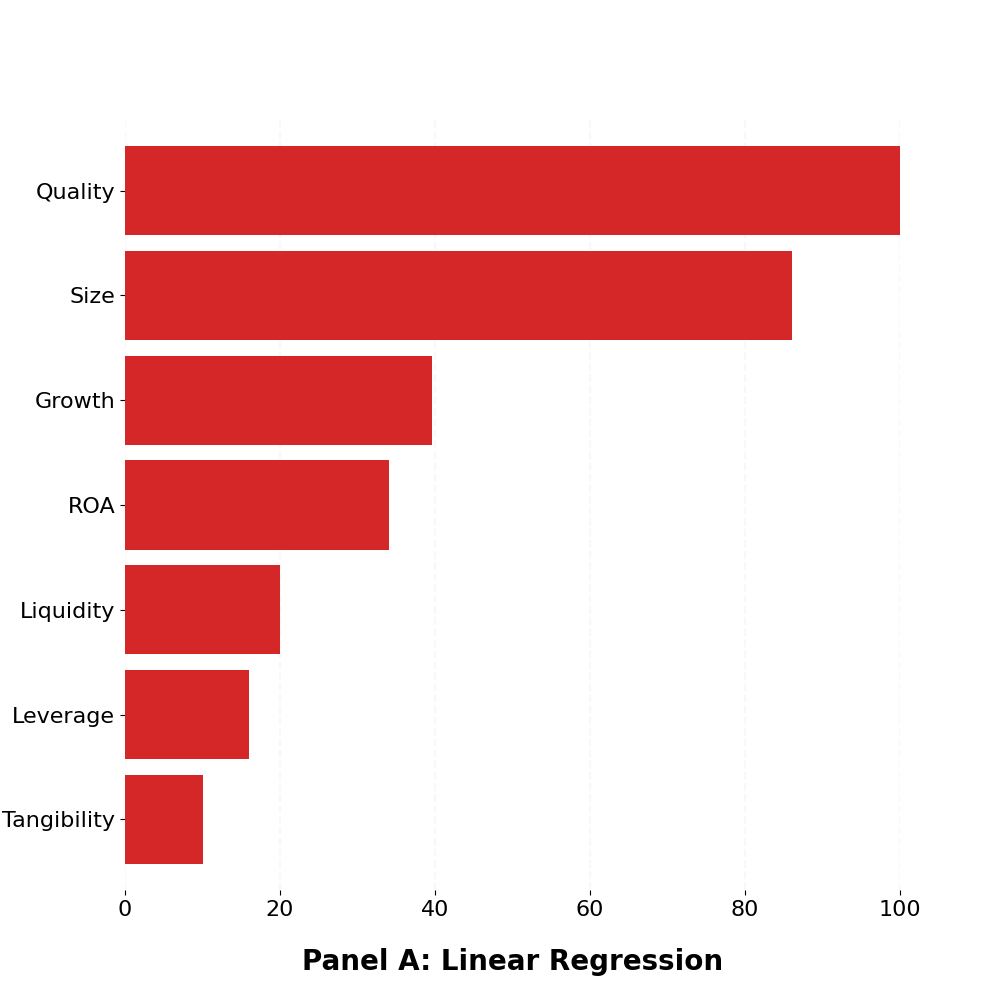 Quality
Size
Growth
ROA
Liquidity
Leverage
Tangibility
0 20 40 60 80 100
Panel A: Linear Regression